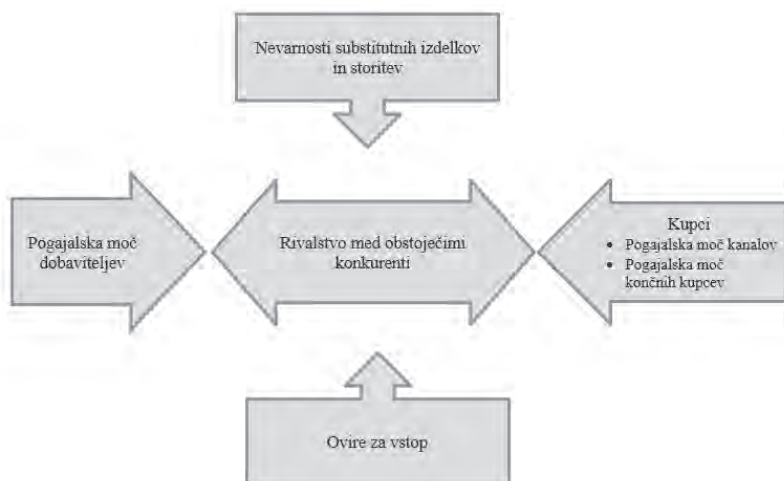 Nevarnosti substitutnih izdelkov
in storitev
Pogajalska moč
dobaviteljev
Rivalstvo med obstoječimi
konkurenti
Kupci
• Pogajalska moč kanalov
• Pogajalska moč
končnih kupcev
Ovire za vstop